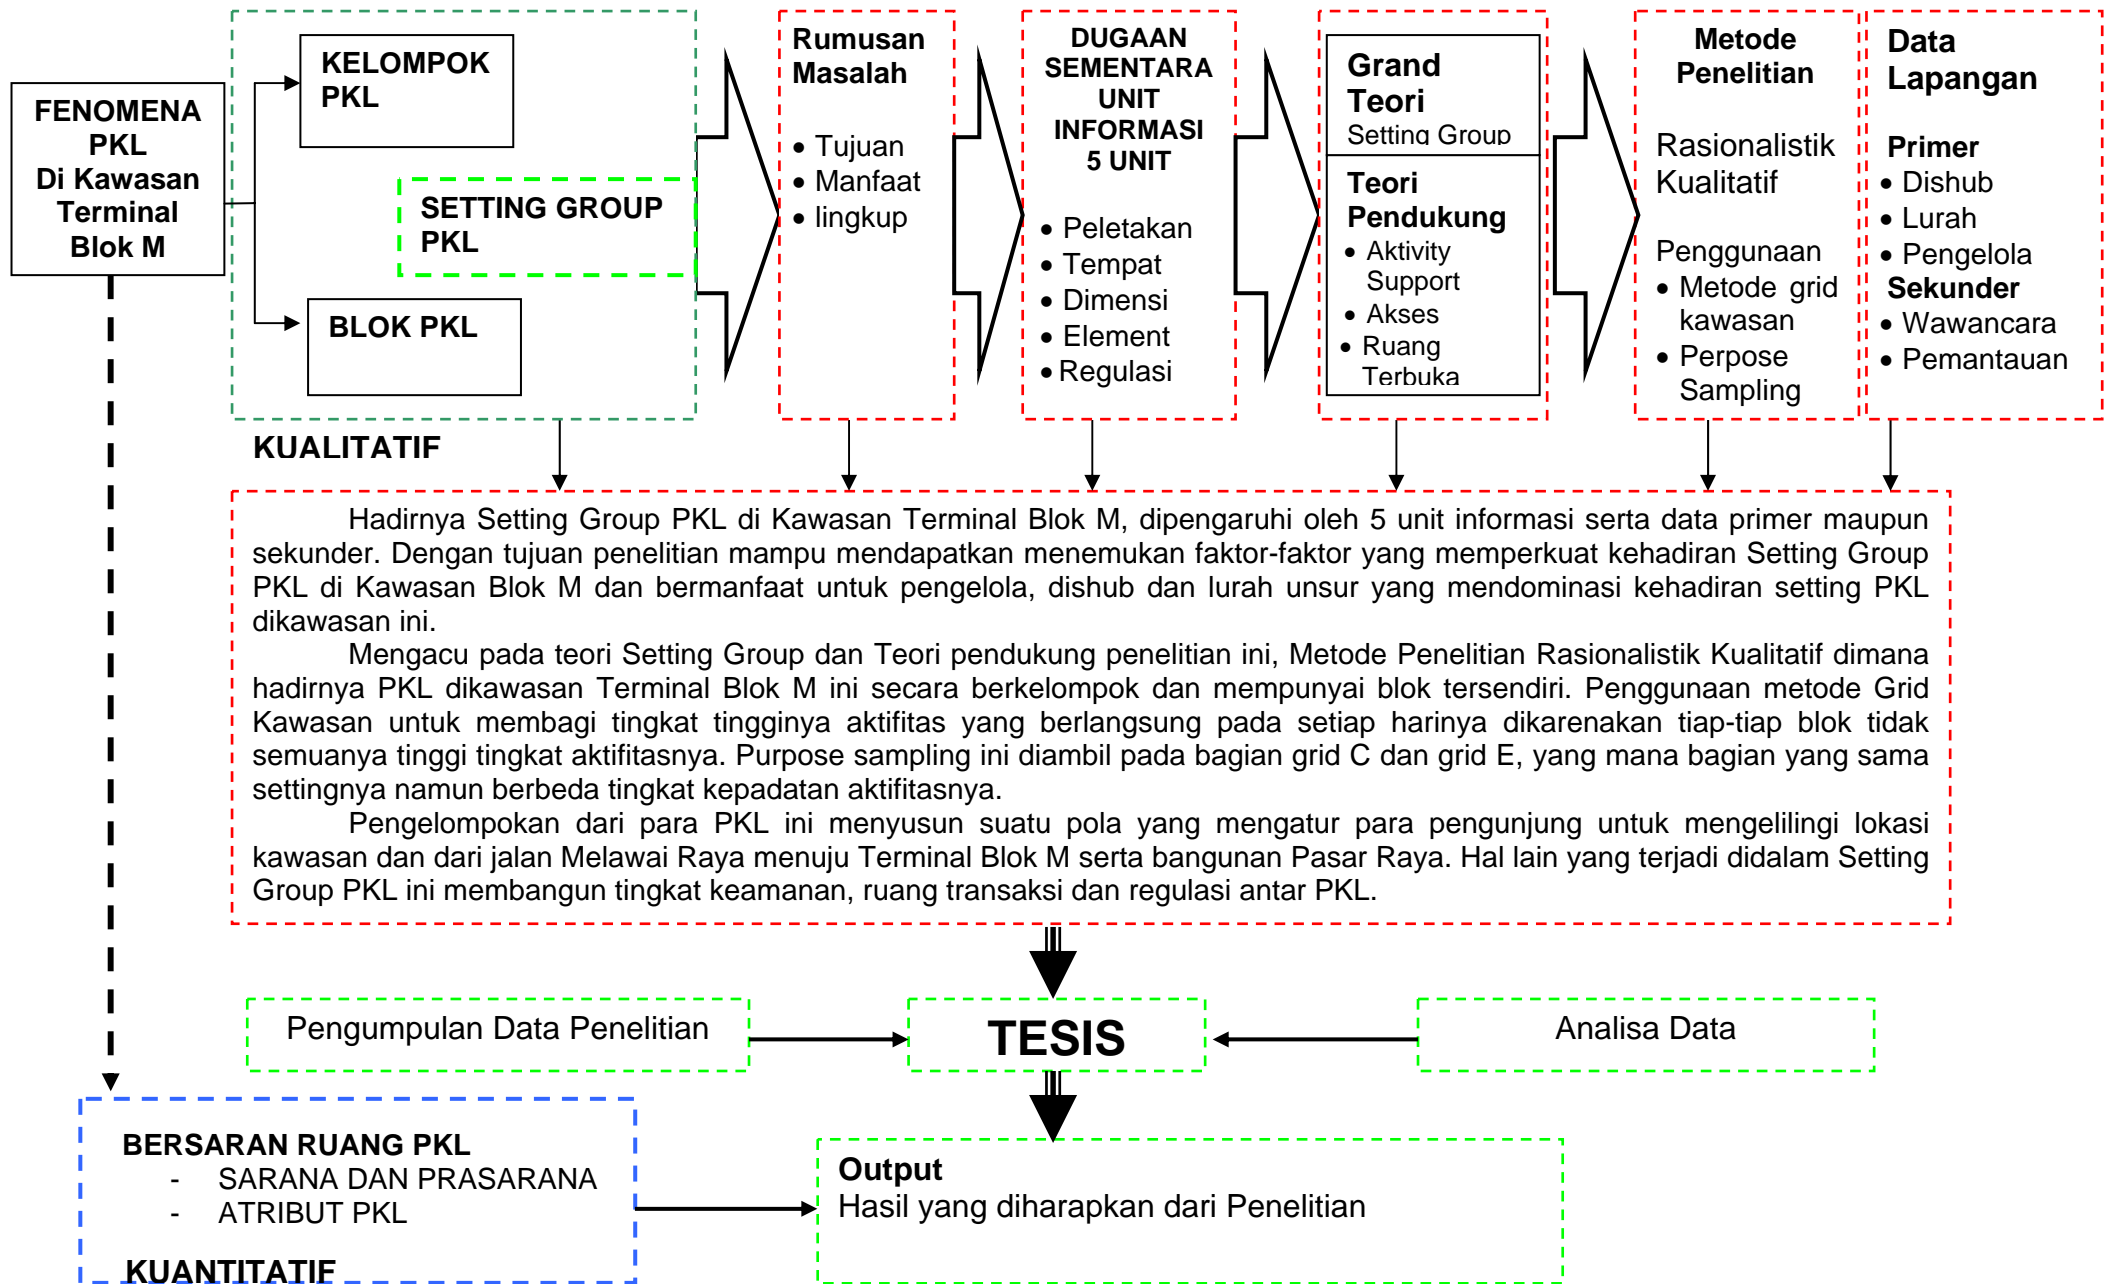 FENOMENA
PKL
Di Kawasan
Terminal
Blok M
KELOMPOK
PKL
SETTING GROUP
PKL
BLOK PKL
KUALITATIF
Rumusan
Masalah
• Tujuan
• Manfaat
• lingkup
DUGAAN
SEMENTARA
UNIT
INFORMASI
5 UNIT
• Peletakan
• Tempat
• Dimensi
• Element
• Regulasi
Grand
Teori
Setting Group
Teori
Pendukung
• Aktivity
Support
• Akses
• Ruang
Terbuka
Metode
Penelitian
Rasionalistik
Kualitatif
Penggunaan
• Metode grid
kawasan
• Perpose
Sampling
Data
Lapangan
Primer
• Dishub
• Lurah
• Pengelola
Sekunder
• Wawancara
• Pemantauan
Hadirnya Setting Group PKL di Kawasan Terminal Blok M, dipengaruhi oleh 5 unit informasi serta data primer maupun
sekunder. Dengan tujuan penelitian mampu mendapatkan menemukan faktor-faktor yang memperkuat kehadiran Setting Group
PKL di Kawasan Blok M dan bermanfaat untuk pengelola, dishub dan lurah unsur yang mendominasi kehadiran setting PKL
dikawasan ini.
Mengacu pada teori Setting Group dan Teori pendukung penelitian ini, Metode Penelitian Rasionalistik Kualitatif dimana
hadirnya PKL dikawasan Terminal Blok M ini secara berkelompok dan mempunyai blok tersendiri. Penggunaan metode Grid
Kawasan untuk membagi tingkat tingginya aktifitas yang berlangsung pada setiap harinya dikarenakan tiap-tiap blok tidak
semuanya tinggi tingkat aktifitasnya. Purpose sampling ini diambil pada bagian grid C dan grid E, yang mana bagian yang sama
settingnya namun berbeda tingkat kepadatan aktifitasnya.
Pengelompokan dari para PKL ini menyusun suatu pola yang mengatur para pengunjung untuk mengelilingi lokasi
kawasan dan dari jalan Melawai Raya menuju Terminal Blok M serta bangunan Pasar Raya. Hal lain yang terjadi didalam Setting
Group PKL ini membangun tingkat keamanan, ruang transaksi dan regulasi antar PKL.
Pengumpulan Data Penelitian
TESIS
Analisa Data
BERSARAN RUANG PKL
- SARANA DAN PRASARANA
- ATRIBUT PKL
KUANTITATIF
Output
Hasil yang diharapkan dari Penelitian